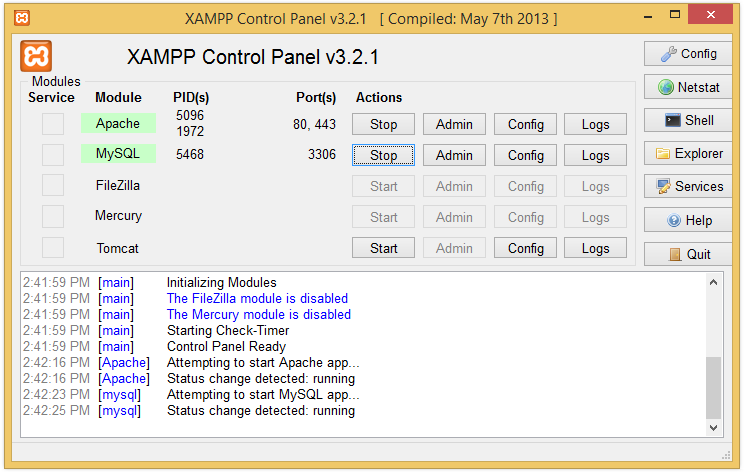 XAMPP Control Panel v3.2.1   [ Compiled: May 7th 2013 ]
XAMPP Control Panel v3.2.1
Modules
Service Module PID(s) Port(s) Actions
Apache 5096 1972 80, 443 Stop Admin Config Logs
MySQL 5468 3306 Stop Admin Config Logs
FileZilla Start Admin Config Logs
Mercury Start Admin Config Logs
Tomcat Start Admin Config Logs
Config
Netstat
Shell
Explorer
Services
Help
Quit
2:41:59 PM [main] Initializing Modules
2:41:59 PM [main] The FileZilla module is disabled
2:41:59 PM [main] The Mercury module is disabled
2:41:59 PM [main] Starting Check-Timer
2:41:59 PM [main] Control Panel Ready
2:42:16 PM [Apache] Attempting to start Apache app...
2:42:16 PM [Apache] Status change detected: running
2:42:23 PM [mysql] Attempting to start MySQL app...
2:42:25 PM [mysql] Status change detected: running